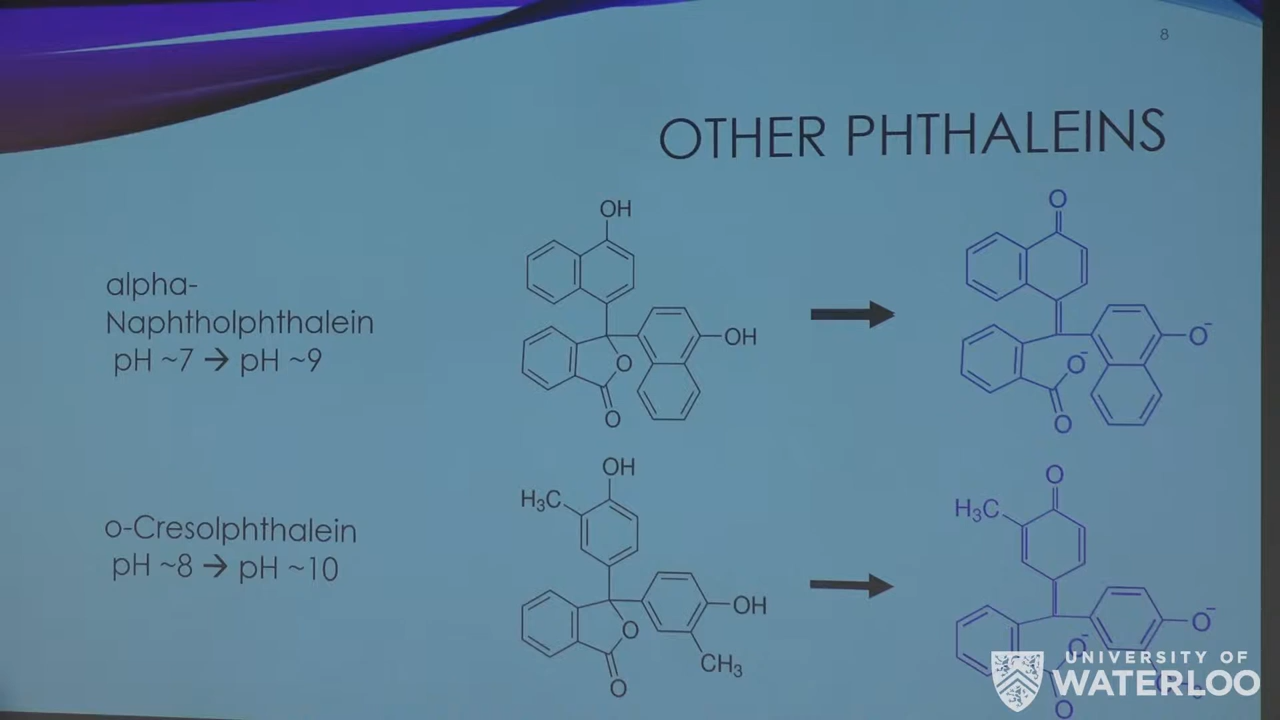 8
OTHER PHTHALEINS
alpha-
Naphtholphthalein
pH ~7 → pH ~9
OH
OH
O
O
O
O⁻
O⁻
O
o-Cresolphthalein
pH ~8 → pH ~10
OH
H₃C
OH
O
CH₃
O
O
H₃C
O⁻
O⁻
O
UNIVERSITY OF
WATERLOO